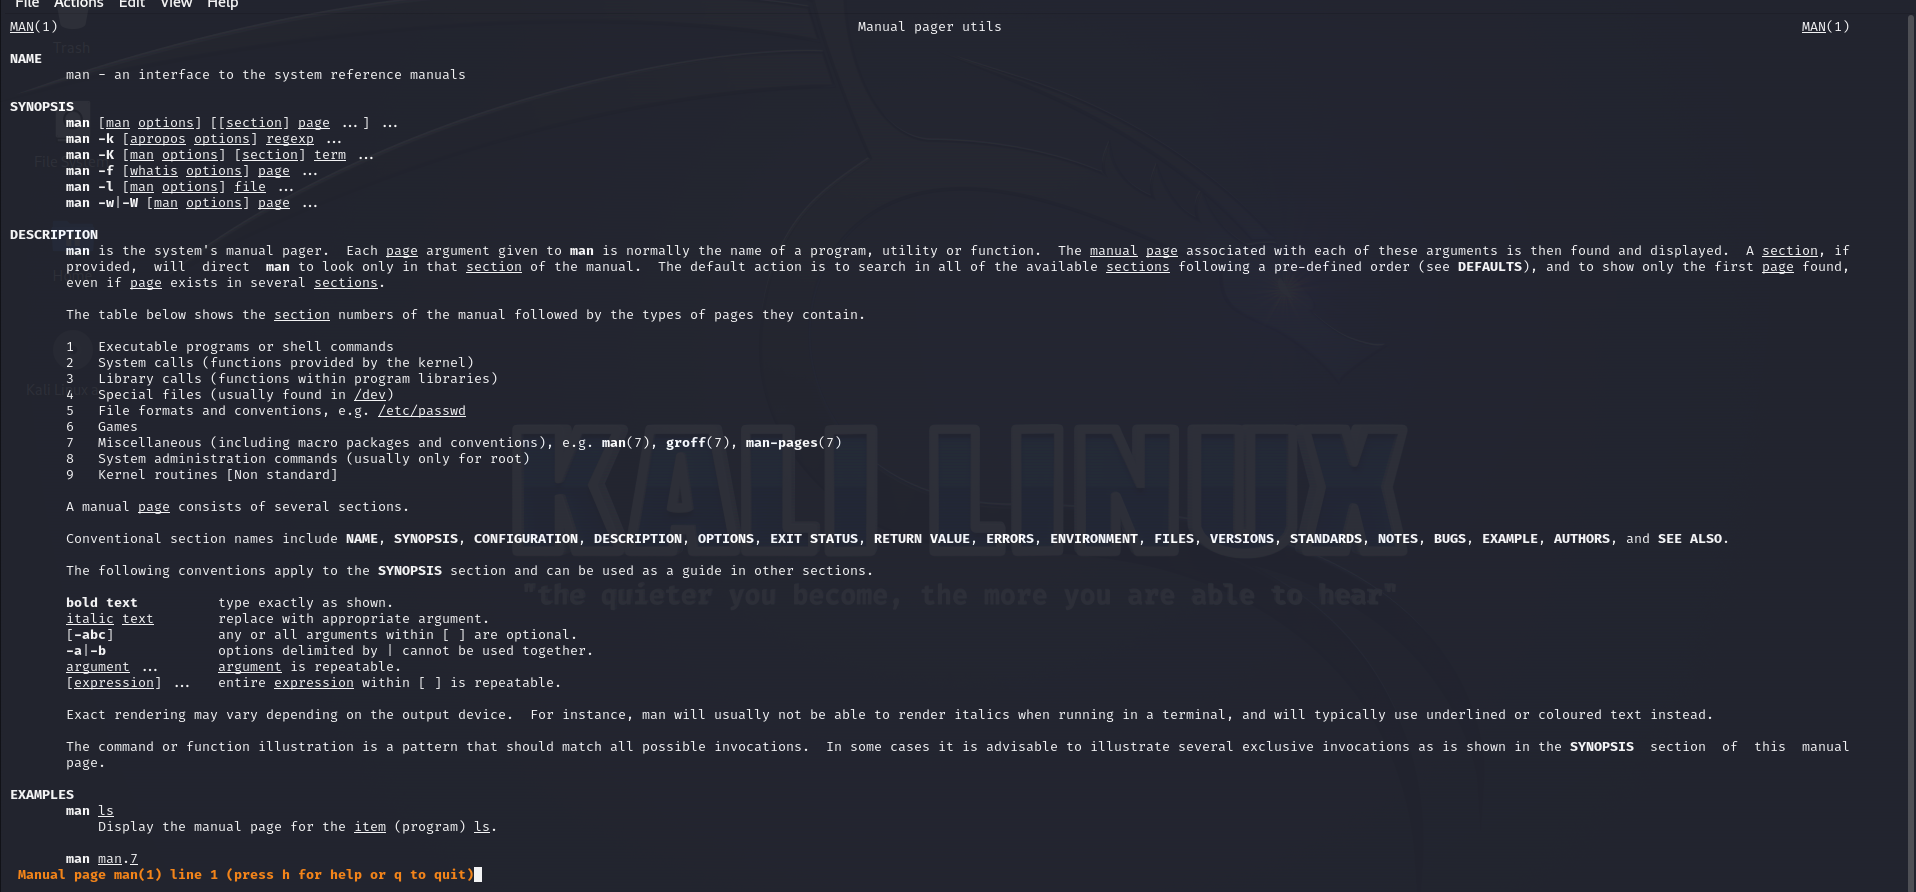 File Actions Edit View Help
MAN(1) Manual pager utils MAN(1)
NAME
man - an interface to the system reference manuals
SYNOPSIS
man [man options] [[section] page ...] ...
man -k [apropos options] regexp ...
man -K [man options] [section] term ...
man -f [whatis options] page ...
man -l [man options] file ...
man -w|-W [man options] page ...
DESCRIPTION
man is the system's manual pager. Each page argument given to man is normally the name of a program, utility or function. The manual page associated with each of these arguments is then found and displayed. A section, if
provided, will direct man to look only in that section of the manual. The default action is to search in all of the available sections following a pre-defined order (see DEFAULTS), and to show only the first page found,
even if page exists in several sections.
The table below shows the section numbers of the manual followed by the types of pages they contain.
1 Executable programs or shell commands
2 System calls (functions provided by the kernel)
3 Library calls (functions within program libraries)
4 Special files (usually found in /dev)
5 File formats and conventions, e.g. /etc/passwd
6 Games
7 Miscellaneous (including macro packages and conventions), e.g. man(7), groff(7), man-pages(7)
8 System administration commands (usually only for root)
9 Kernel routines [Non standard]
A manual page consists of several sections.
Conventional section names include NAME, SYNOPSIS, CONFIGURATION, DESCRIPTION, OPTIONS, EXIT STATUS, RETURN VALUE, ERRORS, ENVIRONMENT, FILES, VERSIONS, STANDARDS, NOTES, BUGS, EXAMPLE, AUTHORS, and SEE ALSO.
The following conventions apply to the SYNOPSIS section and can be used as a guide in other sections.
bold text type exactly as shown.
italic text replace with appropriate argument.
[-abc] any or all arguments within [ ] are optional.
-a|-b options delimited by | cannot be used together.
argument ... argument is repeatable.
[expression] ... entire expression within [ ] is repeatable.
Exact rendering may vary depending on the output device. For instance, man will usually not be able to render italics when running in a terminal, and will typically use underlined or coloured text instead.
The command or function illustration is a pattern that should match all possible invocations. In some cases it is advisable to illustrate several exclusive invocations as is shown in the SYNOPSIS section of this manual
page.
EXAMPLES
man ls
Display the manual page for the item (program) ls.
man man.7
Manual page man(1) line 1 (press h for help or q to quit)
Trash
KALI LINUX
"the quieter you become, the more you are able to hear"